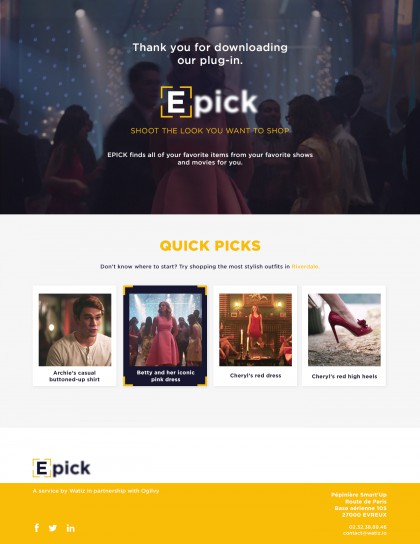 Thank you for downloading
our plug-in.
Epick
SHOOT THE LOOK YOU WANT TO SHOP
EPICK finds all of your favorite items from your favorite shows
and movies for you.
QUICK PICKS
Don't know where to start? Try shopping the most stylish outfits in Riverdale.
Archie's casual
buttoned-up shirt
Betty and her iconic
pink dress
Cheryl's red dress
Cheryl's red high heels
Epick
A service by Watis in partnership with Ogilvy
Pépinière Smart'Up
Route de Paris
Base aérienne 105
27000 EVREUX
02.32.38.89.40
contact@watis.io